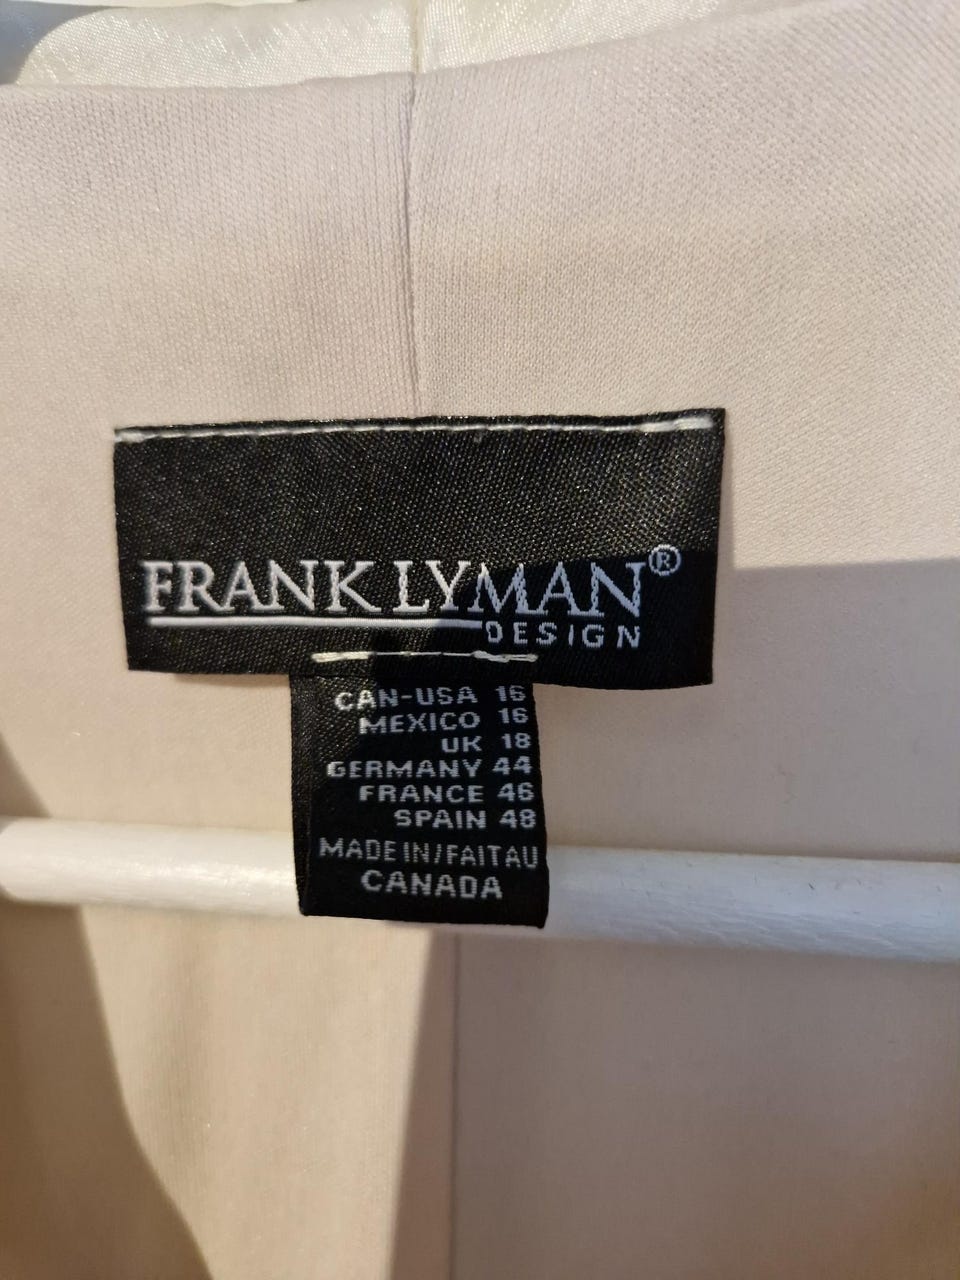 FRANK LYMAN®
DESIGN
CAN-USA 16
MEXICO 16
UK 18
GERMANY 44
FRANCE 46
SPAIN 48
MADE IN/FAIT AU
CANADA